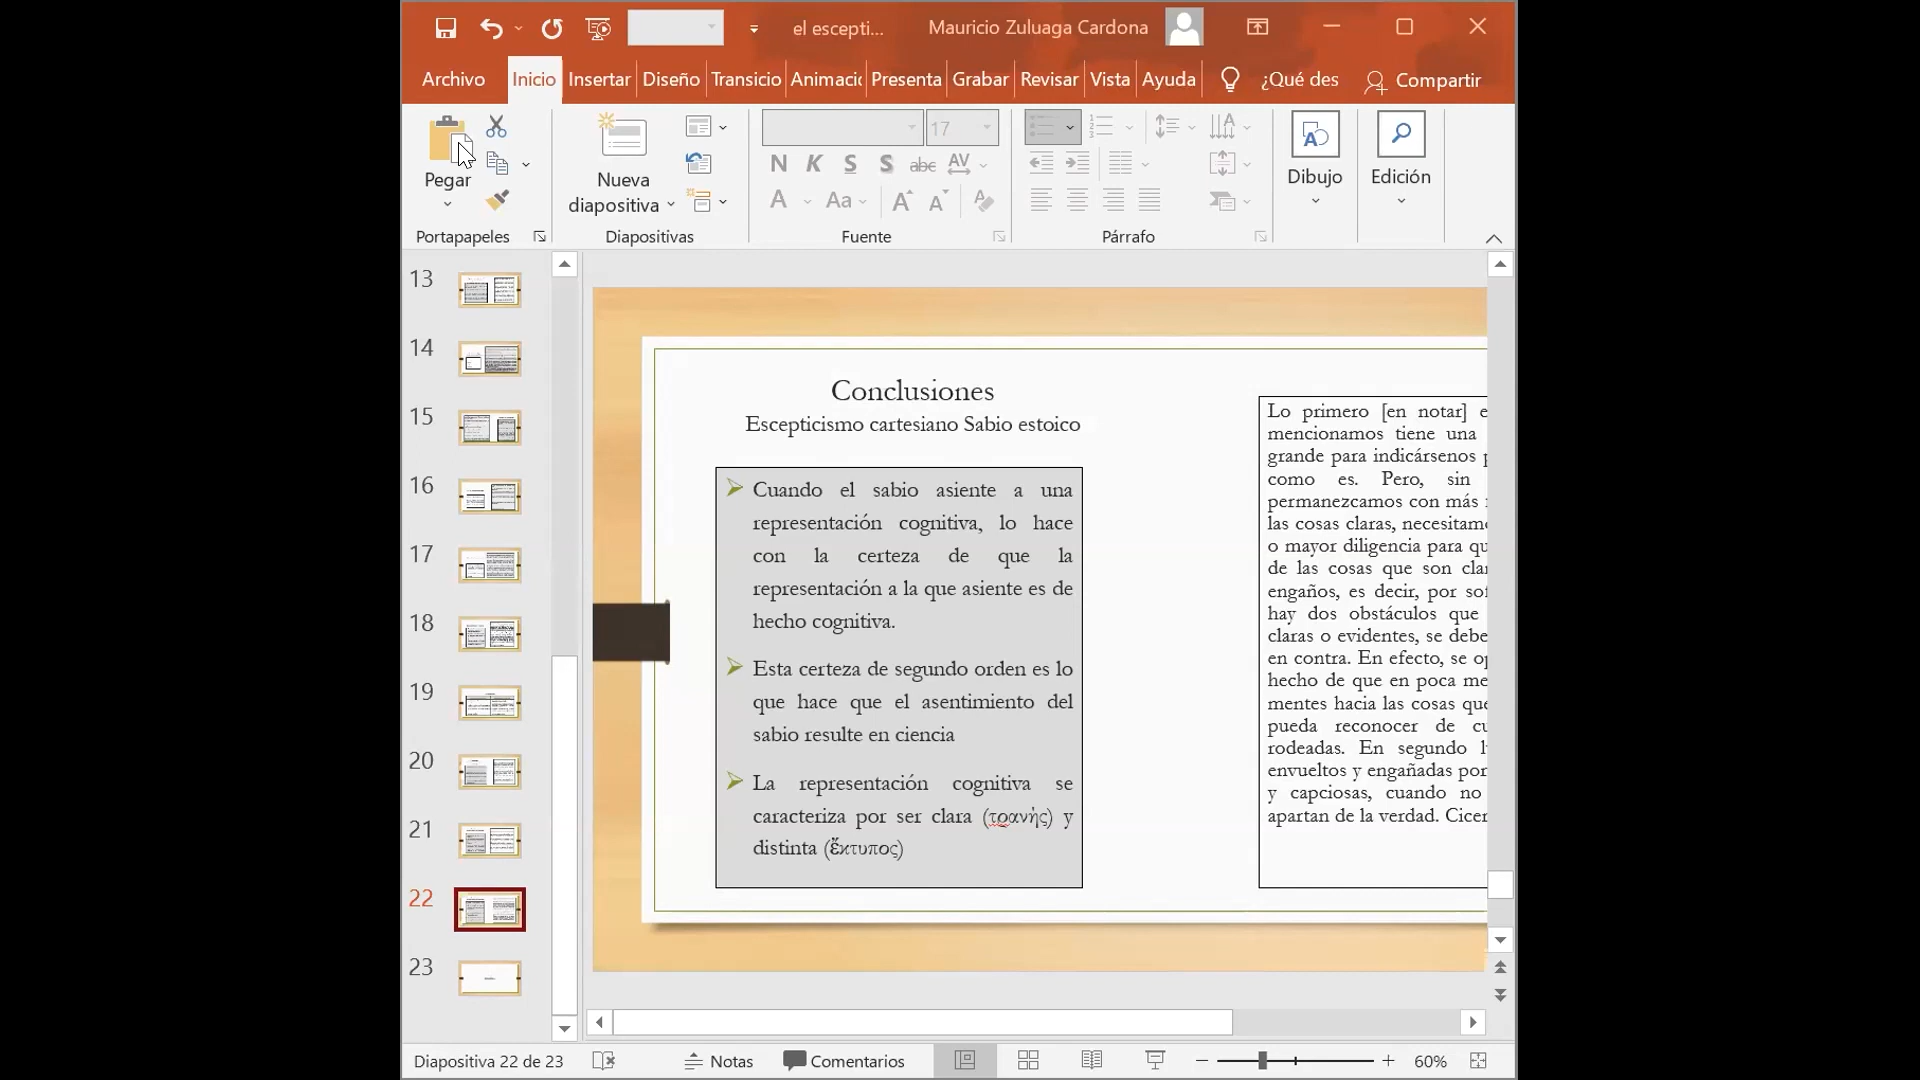 el escepti...
Mauricio Zuluaga Cardona
Archivo
Inicio
Insertar
Diseño
Transicio
Animacio
Presenta
Grabar
Revisar
Vista
Ayuda
¿Qué des
Compartir
Pegar
Nueva
diapositiva
17
N K S S abc AV
A Aa A A
Dibujo
Edición
Portapapeles
Diapositivas
Fuente
Párrafo
13
14
15
16
17
18
19
20
21
22
23
Conclusiones
Escepticismo cartesiano Sabio estoico
Cuando el sabio asiente a una
representación cognitiva, lo hace
con la certeza de que la
representación a la que asiente es de
hecho cognitiva.
Esta certeza de segundo orden es lo
que hace que el asentimiento del
sabio resulte en ciencia
La representación cognitiva se
caracteriza por ser clara (τρανής) y
distinta (ἔκτυπος)
Lo primero [en notar] e
mencionamos tiene una
grande para indicársenos p
como es. Pero, sin
permanezcamos con más
las cosas claras, necesitamo
o mayor diligencia para qu
de las cosas que son clar
engaños, es decir, por sof
hay dos obstáculos que
claras o evidentes, se debe
en contra. En efecto, se op
hecho de que en poca me
mentes hacia las cosas que
pueda reconocer de cu
rodeadas. En segundo l
envueltos y engañadas por
y capciosas, cuando no
apartan de la verdad. Cicer
Diapositiva 22 de 23
Notas
Comentarios
60%